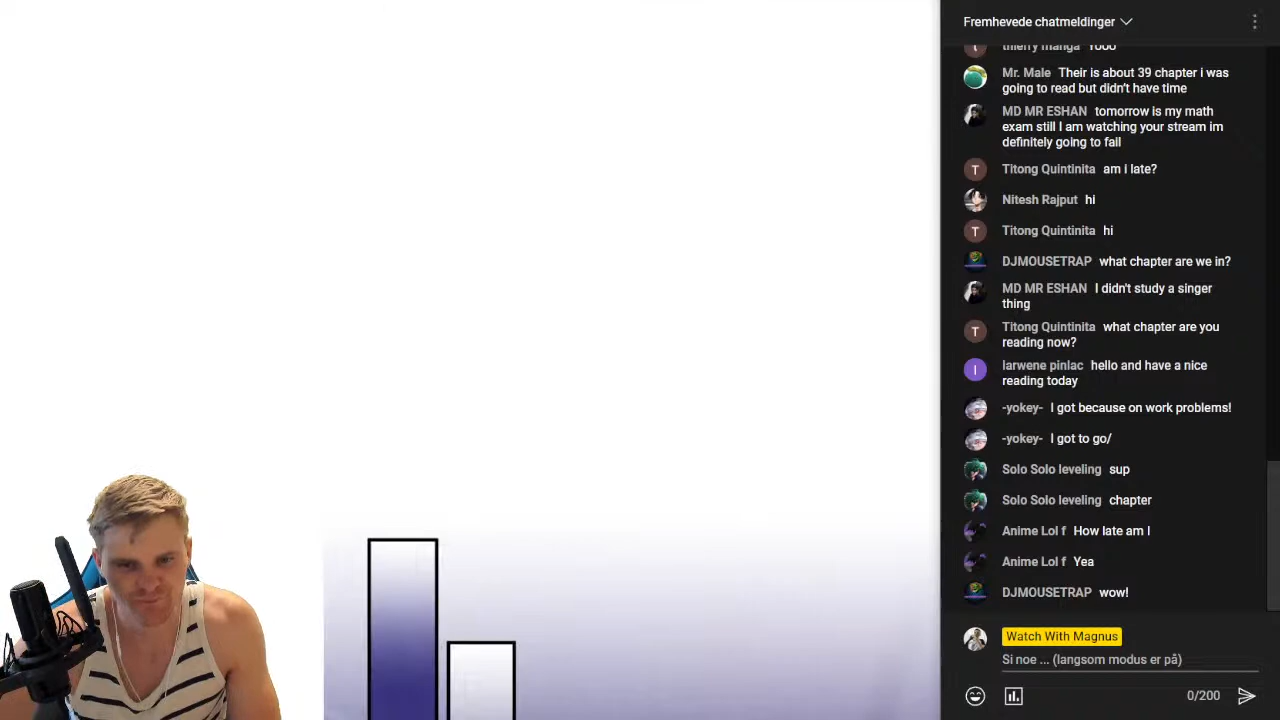 Fremhevede chatmeldinger
thierry manga Yooo
Mr. Male Their is about 39 chapter i was
going to read but didn't have time
MD MR ESHAN tomorrow is my math
exam still I am watching your stream im
definitely going to fall
Titong Quintinita am i late?
Nitesh Rajput hi
Titong Quintinita hi
DJMOUSETRAP what chapter are we in?
MD MR ESHAN I didn't study a singer
thing
Titong Quintinita what chapter are you
reading now?
larwene pinlac hello and have a nice
reading today
-yokey- I got because on work problems!
-yokey- I got to go/
Solo Solo leveling sup
Solo Solo leveling chapter
Anime Lol f How late am I
Anime Lol f Yea
DJMOUSETRAP wow!
Watch With Magnus
Si noe ... (langsom modus er på)
0/200